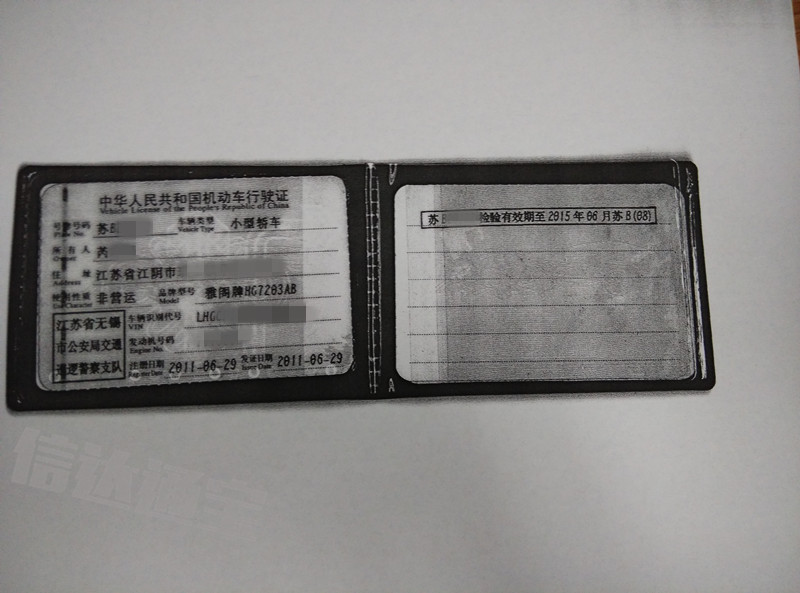 中华人民共和国机动车行驶证
Vehicle License of the People's Republic of China
号牌号码 苏B 车辆类型 小型轿车
Plate No. Vehicle Type
所有人 芮
Owner
住址 江苏省江阴市
Address
使用性质 非营运 品牌型号 雅阁牌HG7203AB
Use Character Model
江苏省无锡市公安局交通巡逻警察支队
车辆识别代号 LHG
VIN
发动机号码
Engine No.
注册日期 2011-06-29 发证日期 2011-06-29
Register Date Issue Date
苏B 检验有效期至2015年06月苏B(08)
信达通宝